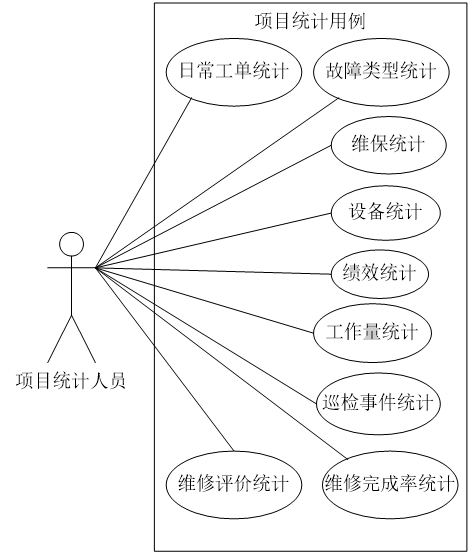 项目统计用例
日常工单统计
故障类型统计
维保统计
设备统计
绩效统计
工作量统计
项目统计人员
巡检事件统计
维修评价统计
维修完成率统计